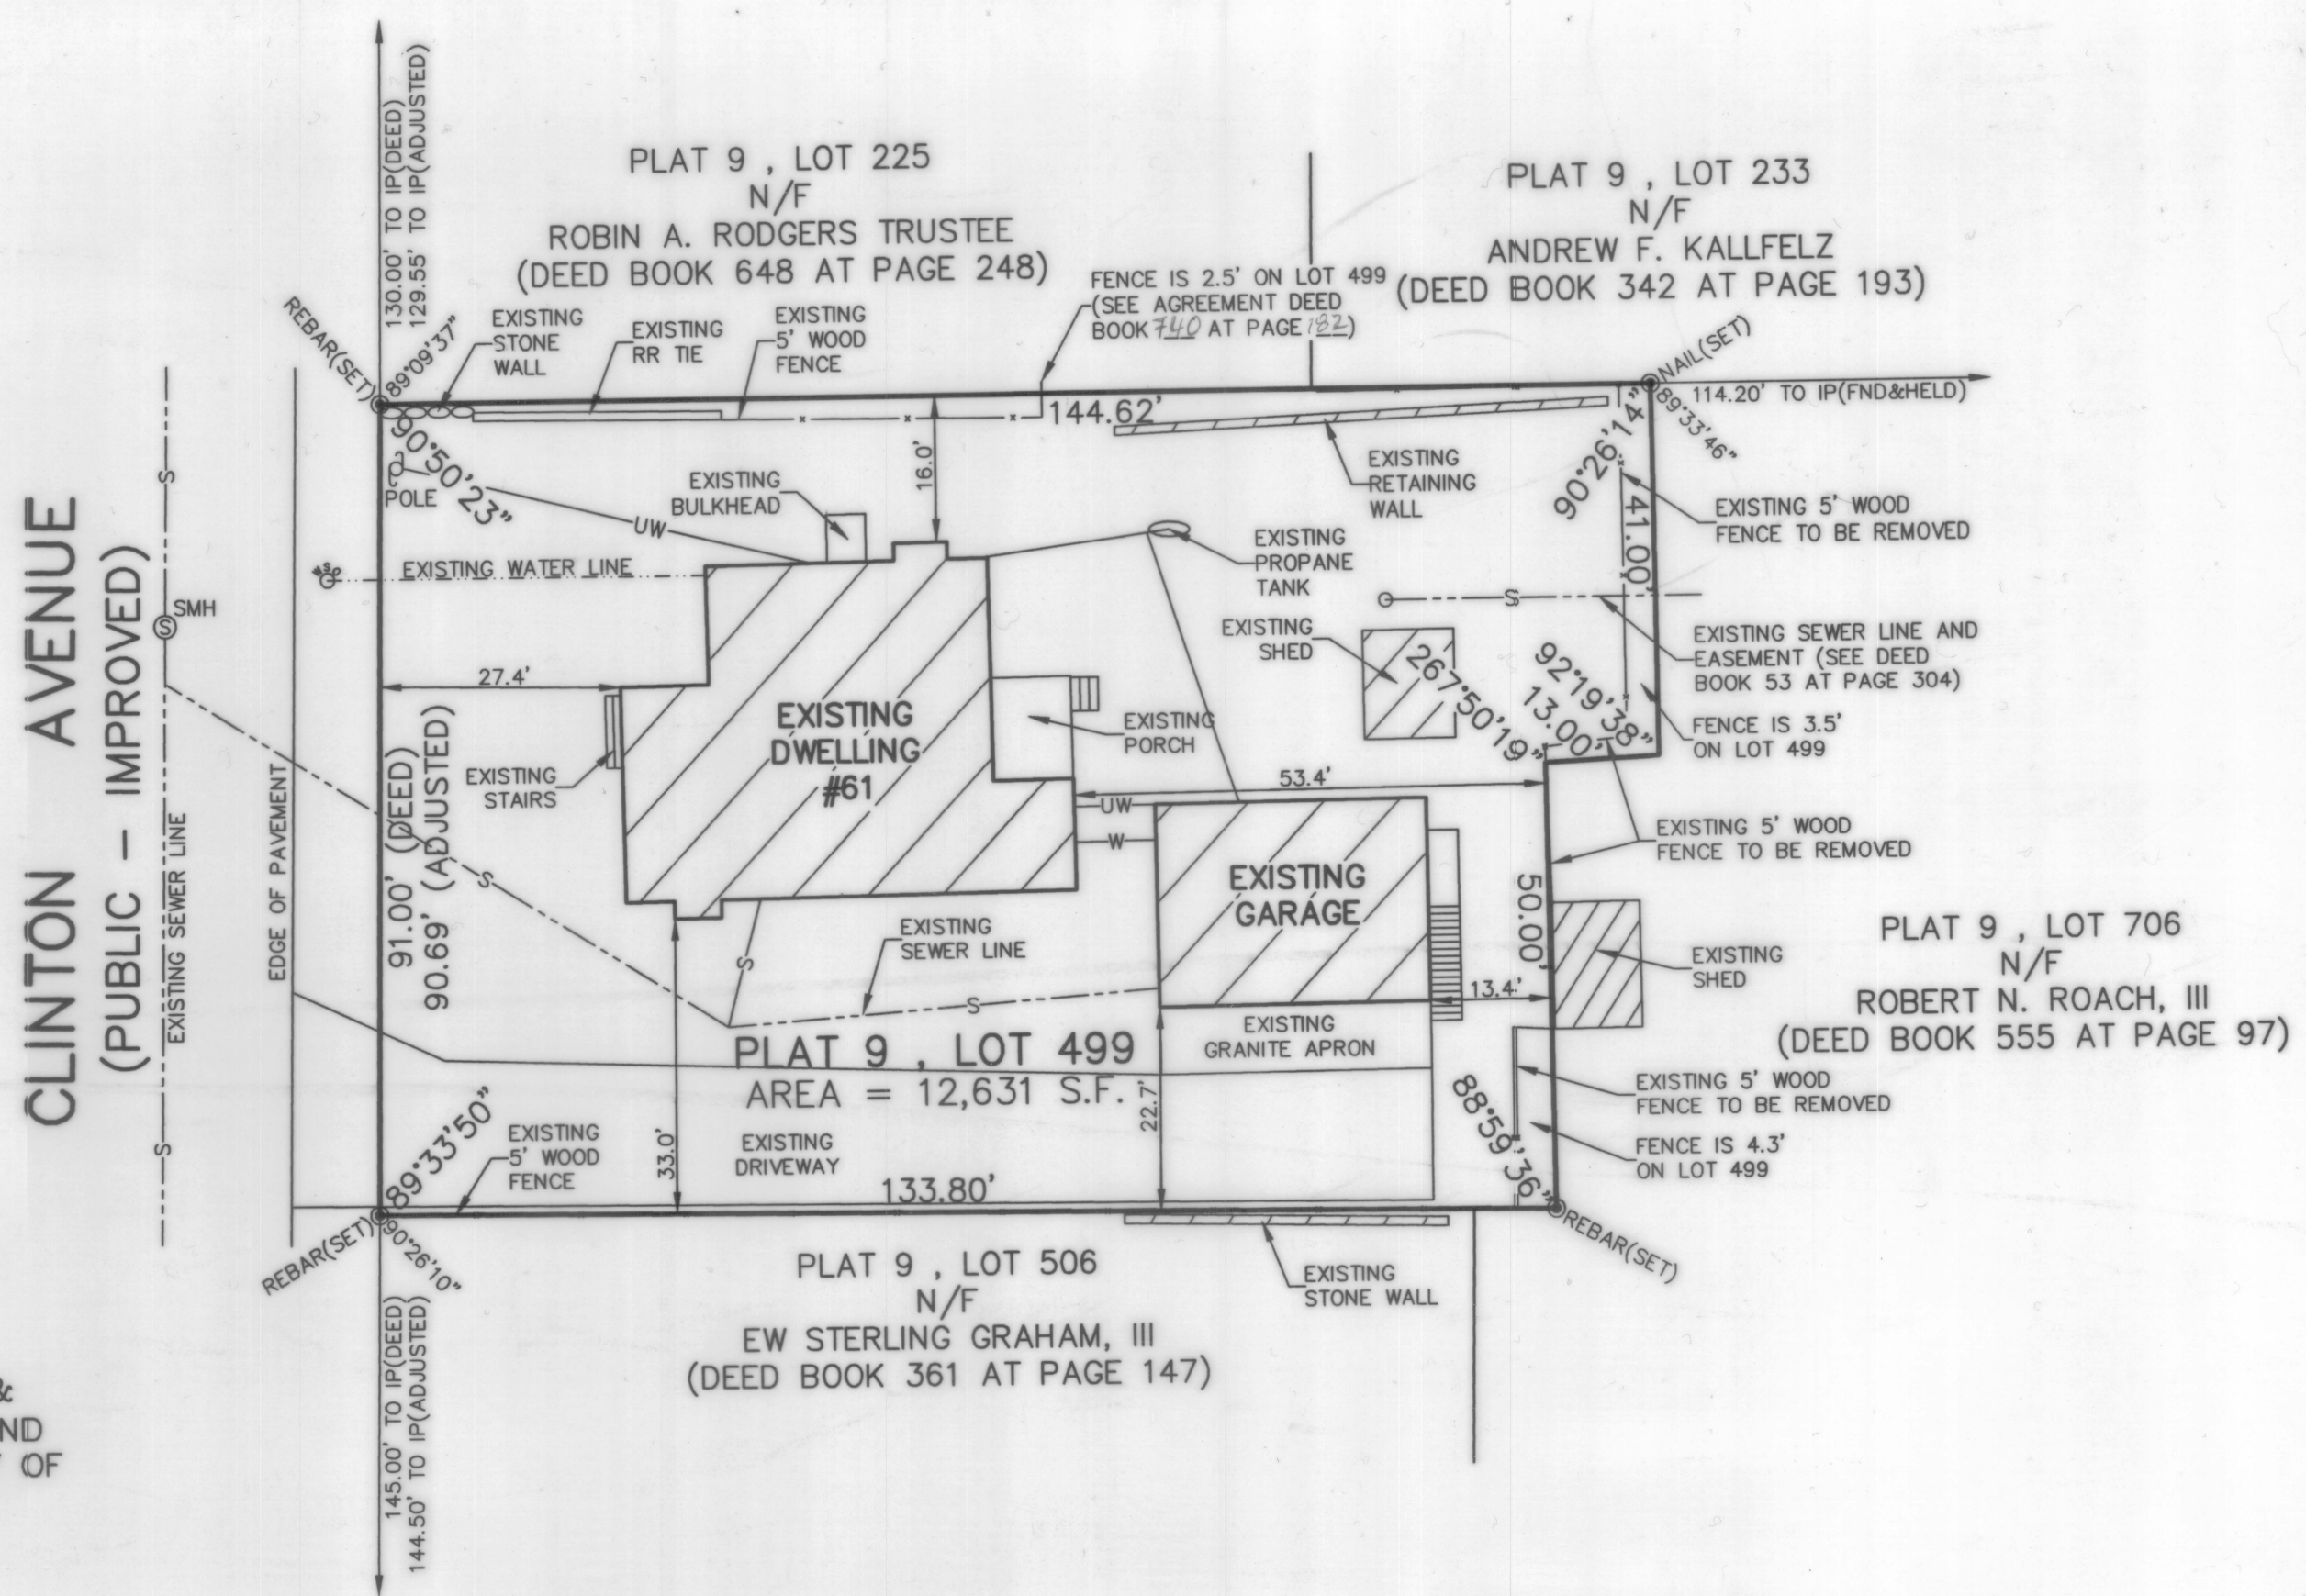 130.00' TO IP(DEED)
129.55' TO IP(ADJUSTED)
PLAT 9 , LOT 225
N/F
ROBIN A. RODGERS TRUSTEE
(DEED BOOK 648 AT PAGE 248)
PLAT 9 , LOT 233
N/F
ANDREW F. KALLFELZ
(DEED BOOK 342 AT PAGE 193)
FENCE IS 2.5' ON LOT 499
(SEE AGREEMENT DEED
BOOK 740 AT PAGE 182)
REBAR(SET)
89°09'37"
EXISTING
STONE
WALL
EXISTING
RR TIE
EXISTING
5' WOOD
FENCE
NAIL(SET)
114.20' TO IP(FND&HELD)
89°33'46"
144.62'
90°26'14"
90°50'23"
POLE
16.0'
EXISTING
BULKHEAD
UW
EXISTING
RETAINING
WALL
41.00'
EXISTING 5' WOOD
FENCE TO BE REMOVED
EXISTING
PROPANE
TANK
EXISTING WATER LINE
WSO
S
SMH
S
S
EXISTING
SHED
EXISTING SEWER LINE AND
EASEMENT (SEE DEED
BOOK 53 AT PAGE 304)
267°50'19"
92°19'38"
13.00'
27.4'
EXISTING
DWELLING
#61
EXISTING
PORCH
FENCE IS 3.5'
ON LOT 499
CLINTON AVENUE
(PUBLIC - IMPROVED)
EXISTING SEWER LINE
EDGE OF PAVEMENT
91.00' (DEED)
90.69' (ADJUSTED)
EXISTING
STAIRS
53.4'
UW
W
EXISTING 5' WOOD
FENCE TO BE REMOVED
S
EXISTING
GARAGE
50.00'
EXISTING
SEWER LINE
S
S
EXISTING
SHED
PLAT 9 , LOT 706
N/F
ROBERT N. ROACH, III
(DEED BOOK 555 AT PAGE 97)
13.4'
EXISTING
GRANITE APRON
PLAT 9 , LOT 499
AREA = 12,631 S.F.
22.7'
33.0'
EXISTING 5' WOOD
FENCE TO BE REMOVED
88°59'36"
FENCE IS 4.3'
ON LOT 499
S
89°33'50"
EXISTING
5' WOOD
FENCE
EXISTING
DRIVEWAY
133.80'
REBAR(SET)
90°26'10"
REBAR(SET)
PLAT 9 , LOT 506
N/F
EW STERLING GRAHAM, III
(DEED BOOK 361 AT PAGE 147)
EXISTING
STONE WALL
145.00' TO IP(DEED)
144.50' TO IP(ADJUSTED)
&
ND
OF